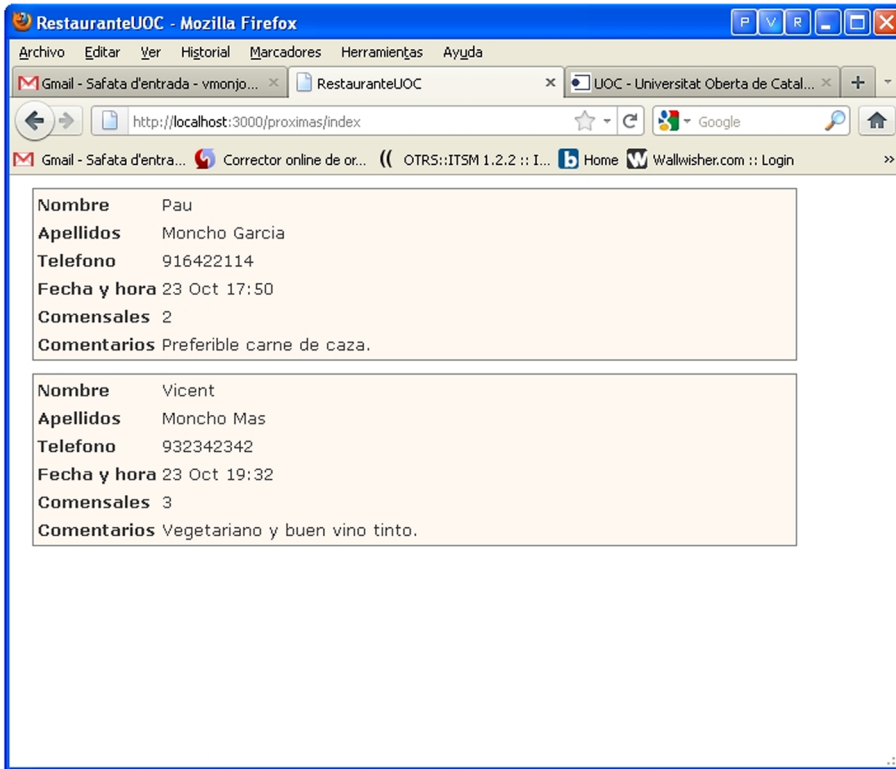 RestauranteUOC - Mozilla Firefox
P V R
Archivo Editar Ver Historial Marcadores Herramientas Ayuda
Gmail - Safata d'entrada - vmonjo... RestauranteUOC UOC - Universitat Oberta de Catal...
http://localhost:3000/proximas/index Google
Gmail - Safata d'entra... Corrector online de or... OTRS::ITSM 1.2.2 :: I... b Home W Wallwisher.com :: Login »
Nombre Pau
Apellidos Moncho Garcia
Telefono 916422114
Fecha y hora 23 Oct 17:50
Comensales 2
Comentarios Preferible carne de caza.
Nombre Vicent
Apellidos Moncho Mas
Telefono 932342342
Fecha y hora 23 Oct 19:32
Comensales 3
Comentarios Vegetariano y buen vino tinto.